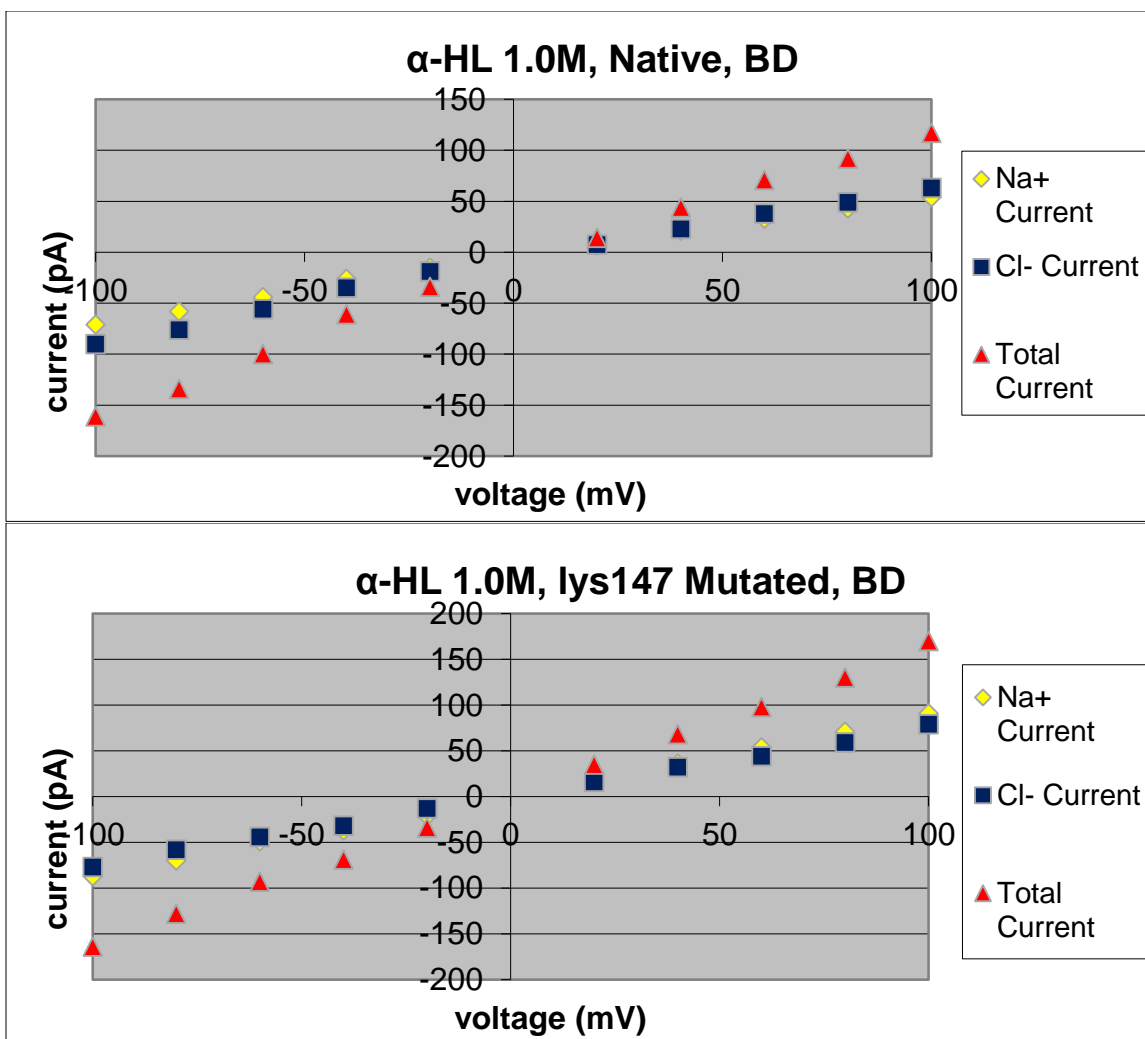 α-HL 1.0M, Native, BD
150
100
50
0
-50
-100
-150
-200
-100
-50
0
50
100
current (pA)
voltage (mV)
Na+
Current
Cl- Current
Total
Current
α-HL 1.0M, lys147 Mutated, BD
200
150
100
50
0
-50
-100
-150
-200
-100
-50
0
50
100
current (pA)
voltage (mV)
Na+
Current
Cl- Current
Total
Current